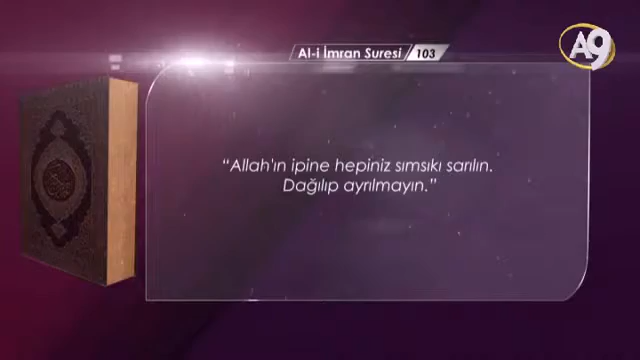 Al-i İmran Suresi 103
A9
“Allah'ın ipine hepiniz sımsıkı sarılın.
Dağılıp ayrılmayın.”